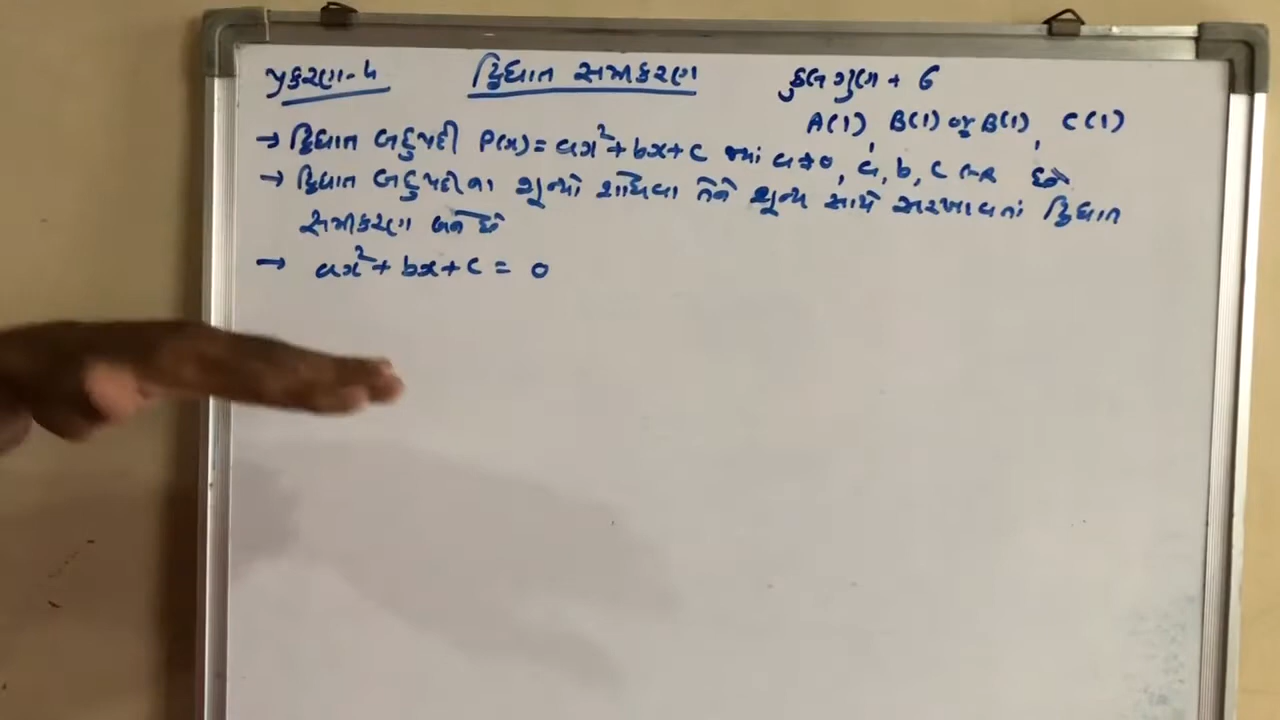 પ્રકરણ-4 દ્વિઘાત સમીકરણ કુલ ગુણ + 6
A(1), B(1) or B(1), C(1)
→ દ્વિઘાત બહુપદી P(x) = ax² + bx + c જ્યાં a ≠ 0, a, b, c ∈ R છે
→ દ્વિઘાત બહુપદીના શૂન્યો શોધવા તેને શૂન્ય સાથે સરખાવતાં દ્વિઘાત
સમીકરણ બને છે
→ ax² + bx + c = 0